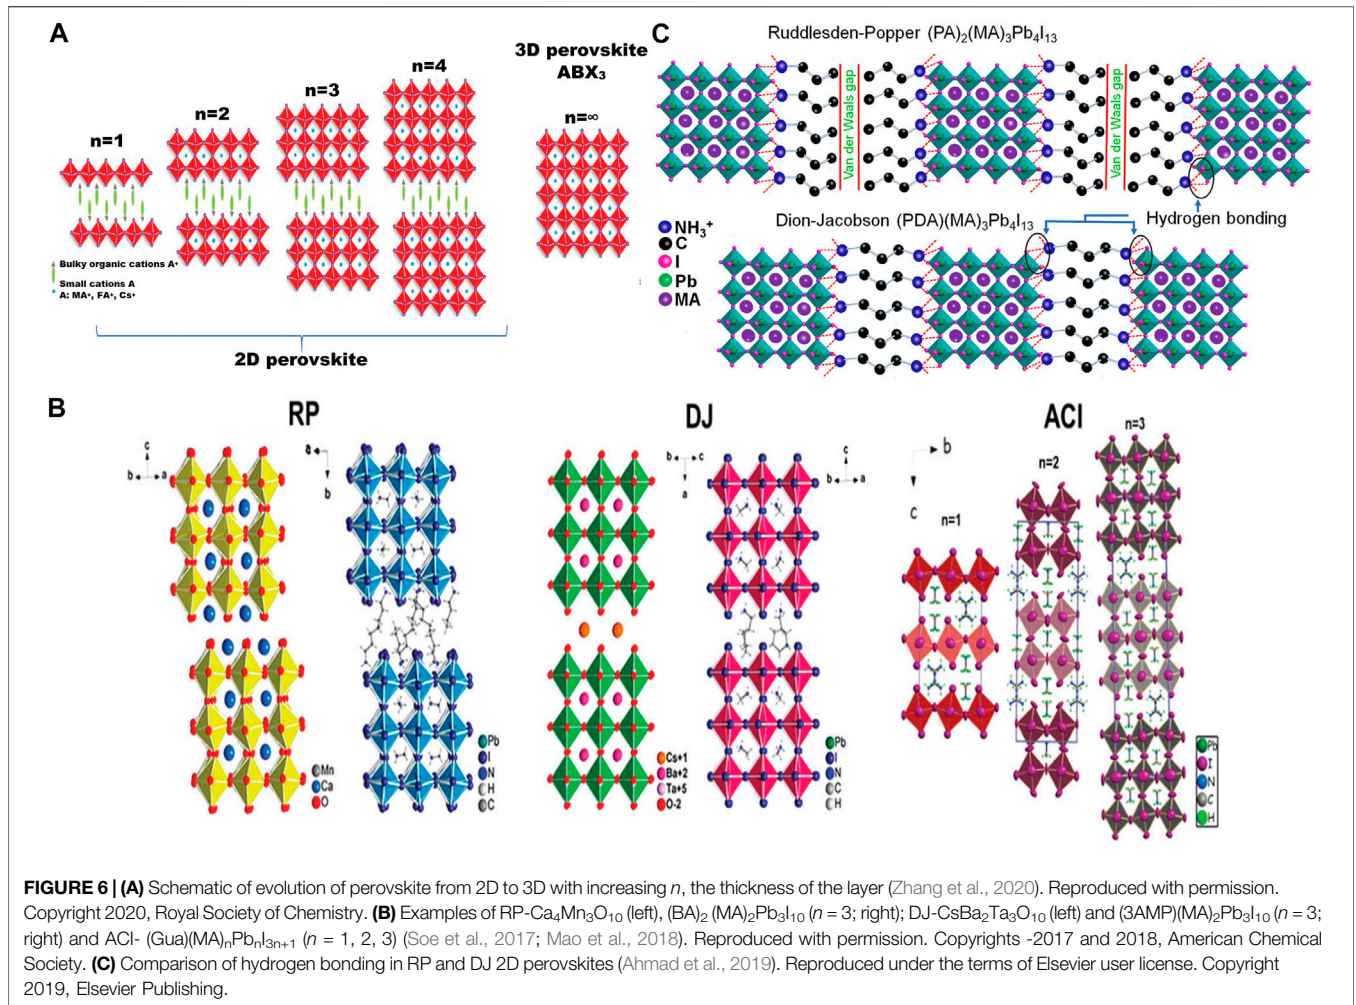 A
n=1
n=2
n=3
n=4
3D perovskite
ABX₃
n=∞
Bulky organic cations A⁺
Small cations A
A: MA⁺, FA⁺, Cs⁺
2D perovskite
C
Ruddlesden-Popper (PA)₂(MA)₃Pb₄I₁₃
Van der Waals gap
Van der Waals gap
Dion-Jacobson (PDA)(MA)₃Pb₄I₁₃
Hydrogen bonding
NH₃⁺
C
I
Pb
MA
B
RP
c
b
a
a
b
Mn
Ca
O
Pb
I
N
H
C
DJ
b
c
a
c
b
a
Cs+1
Ba+2
Ta+5
O-2
Pb
I
N
C
H
ACI
b
c
n=1
n=2
n=3
Pb
I
N
C
H
FIGURE 6 | (A) Schematic of evolution of perovskite from 2D to 3D with increasing n, the thickness of the layer (Zhang et al., 2020). Reproduced with permission.
Copyright 2020, Royal Society of Chemistry. (B) Examples of RP-Ca₄Mn₃O₁₀ (left), (BA)₂ (MA)₂Pb₃I₁₀ (n = 3; right); DJ-CsBa₂Ta₃O₁₀ (left) and (3AMP)(MA)₂Pb₃I₁₀ (n = 3;
right) and ACI- (Gua)(MA)ₙPbₙI₃ₙ₊₁ (n = 1, 2, 3) (Soe et al., 2017; Mao et al., 2018). Reproduced with permission. Copyrights -2017 and 2018, American Chemical
Society. (C) Comparison of hydrogen bonding in RP and DJ 2D perovskites (Ahmad et al., 2019). Reproduced under the terms of Elsevier user license. Copyright
2019, Elsevier Publishing.